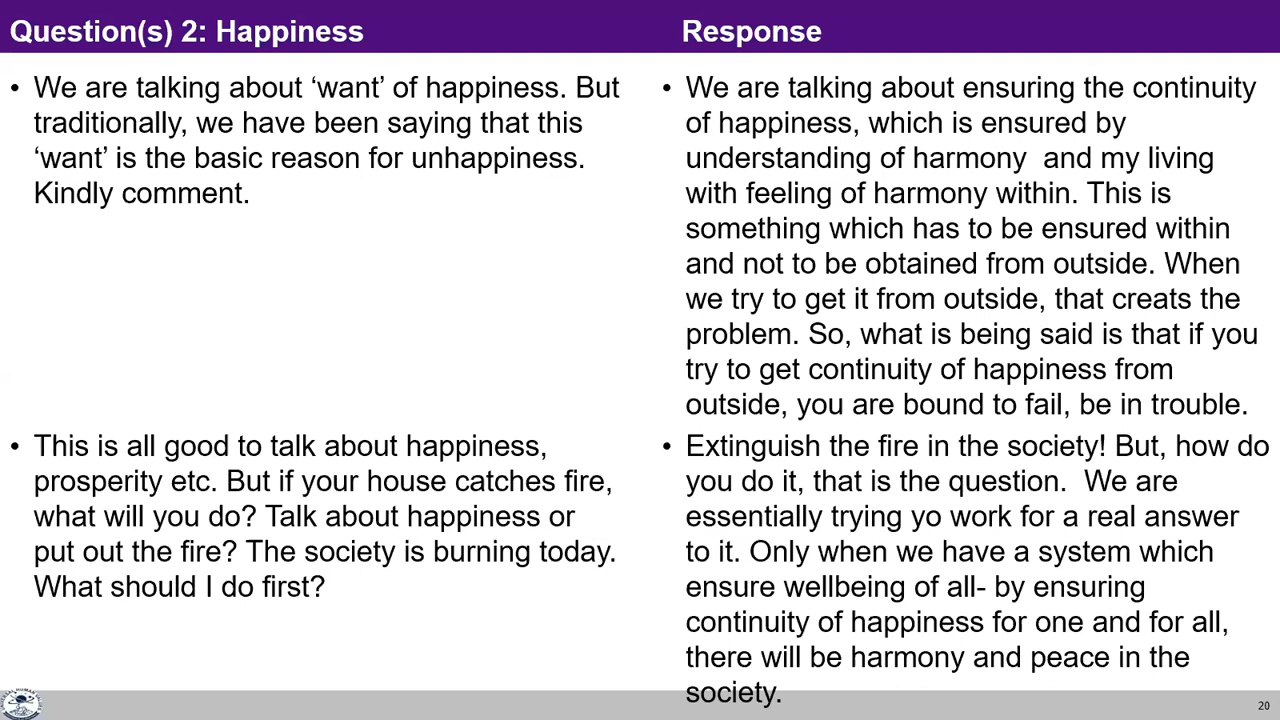 Question(s) 2: Happiness
Response
• We are talking about ‘want’ of happiness. But
traditionally, we have been saying that this
‘want’ is the basic reason for unhappiness.
Kindly comment.
• We are talking about ensuring the continuity
of happiness, which is ensured by
understanding of harmony  and my living
with feeling of harmony within. This is
something which has to be ensured within
and not to be obtained from outside. When
we try to get it from outside, that creats the
problem. So, what is being said is that if you
try to get continuity of happiness from
outside, you are bound to fail, be in trouble.
• This is all good to talk about happiness,
prosperity etc. But if your house catches fire,
what will you do? Talk about happiness or
put out the fire? The society is burning today.
What should I do first?
• Extinguish the fire in the society! But, how do
you do it, that is the question.  We are
essentially trying yo work for a real answer
to it. Only when we have a system which
ensure wellbeing of all- by ensuring
continuity of happiness for one and for all,
there will be harmony and peace in the
society.
20